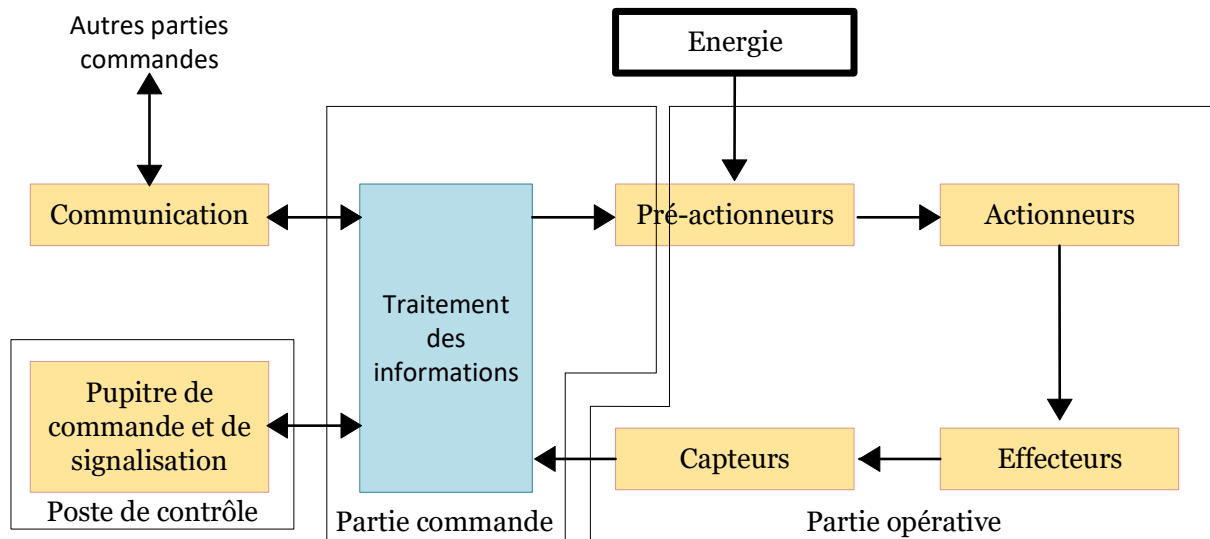 Autres parties
commandes
Energie
Communication
Pré-actionneurs
Actionneurs
Traitement
des
informations
Pupitre de
commande et de
signalisation
Capteurs
Effecteurs
Poste de contrôle
Partie commande
Partie opérative